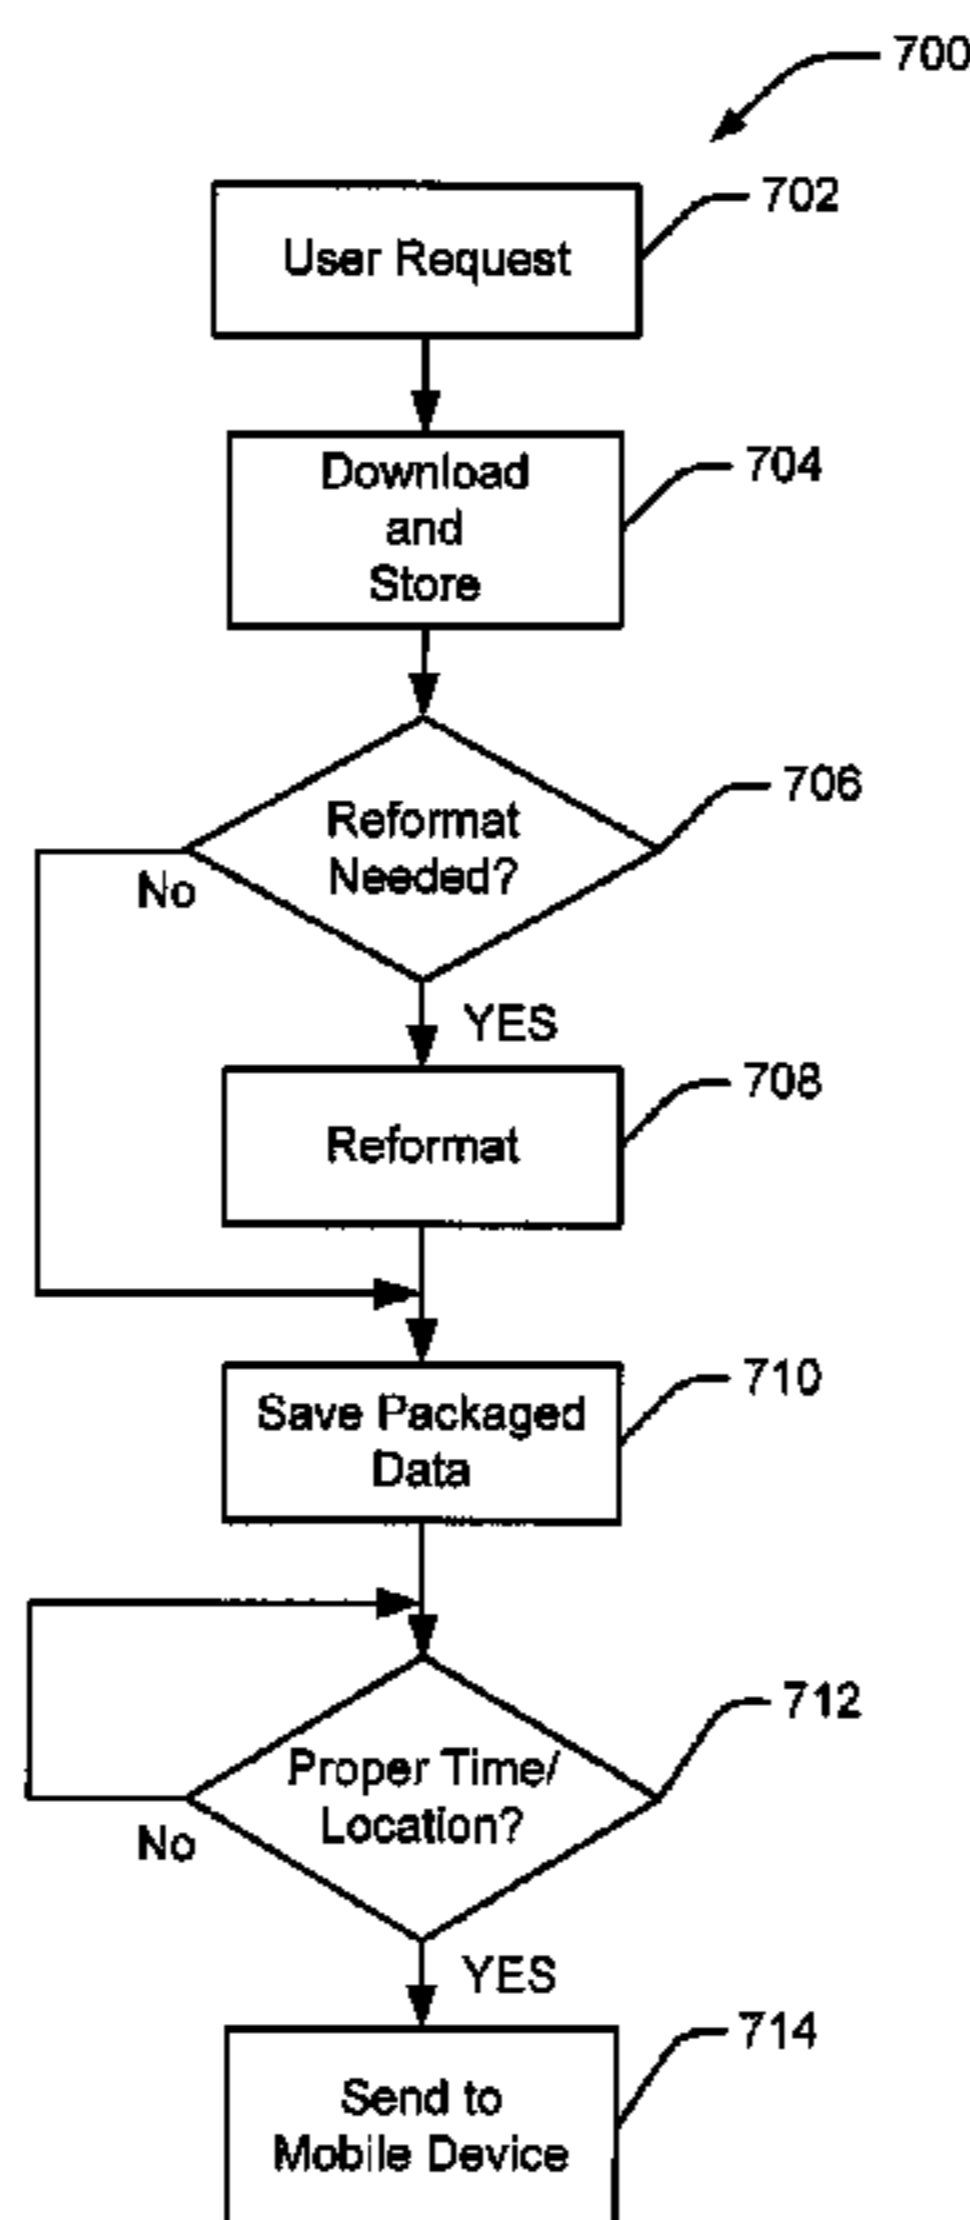 700
702
User Request
704
Download
and
Store
706
Reformat
Needed?
No
YES
708
Reformat
710
Save Packaged
Data
712
Proper Time/
Location?
No
YES
714
Send to
Mobile Device